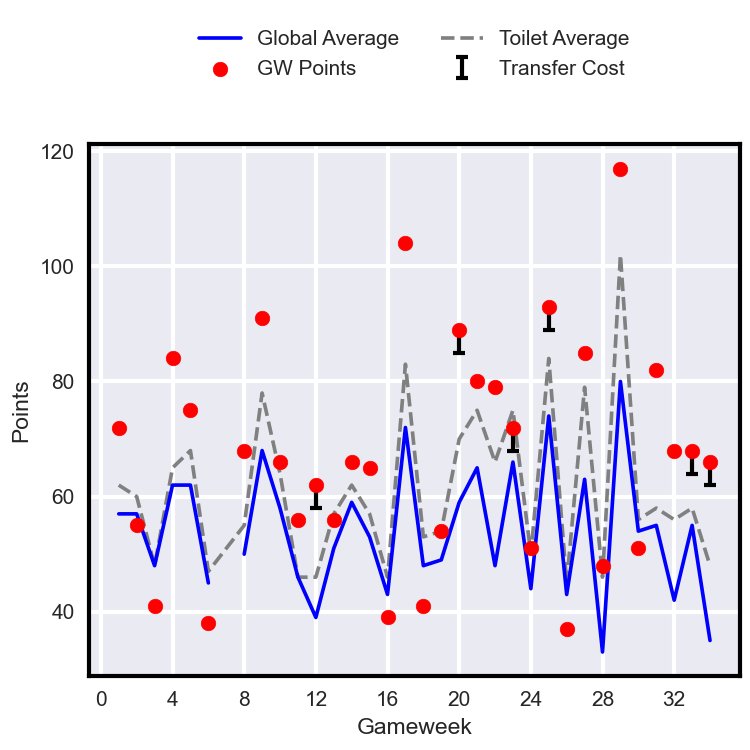 Global Average Toilet Average
GW Points Transfer Cost
120
100
80
60
40
Points
0 4 8 12 16 20 24 28 32
Gameweek